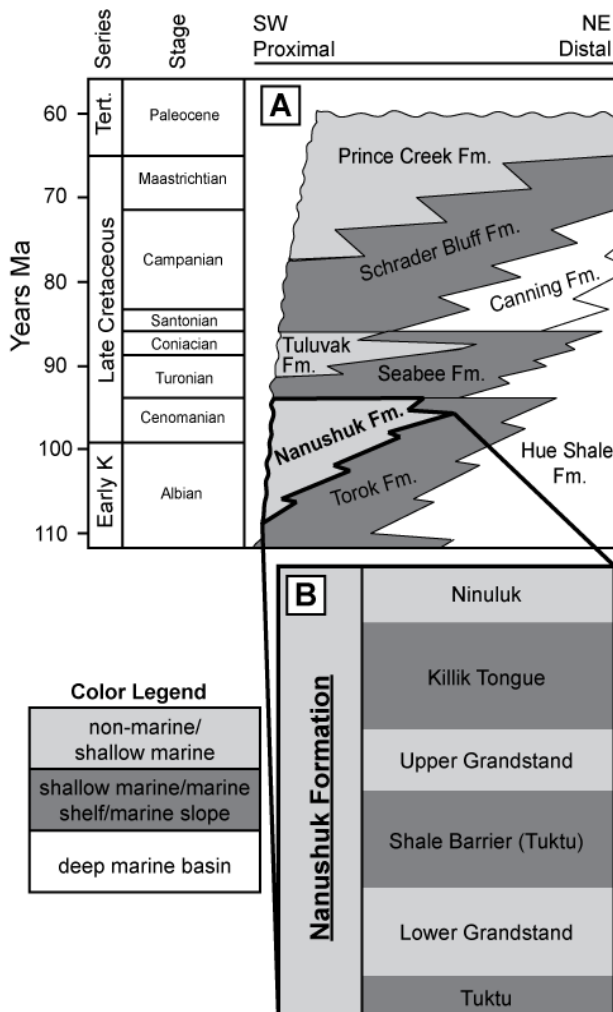 Series
Stage
SW
Proximal
NE
Distal
Years Ma
60
70
80
90
100
110
Tert.
Late Cretaceous
Early K
Paleocene
Maastrichtian
Campanian
Santonian
Coniacian
Turonian
Cenomanian
Albian
A
Prince Creek Fm.
Schrader Bluff Fm.
Canning Fm.
Tuluvak
Fm.
Seabee Fm.
Nanushuk Fm.
Torok Fm.
Hue Shale
Fm.
B
Nanushuk Formation
Ninuluk
Killik Tongue
Upper Grandstand
Shale Barrier (Tuktu)
Lower Grandstand
Tuktu
Color Legend
non-marine/
shallow marine
shallow marine/marine
shelf/marine slope
deep marine basin